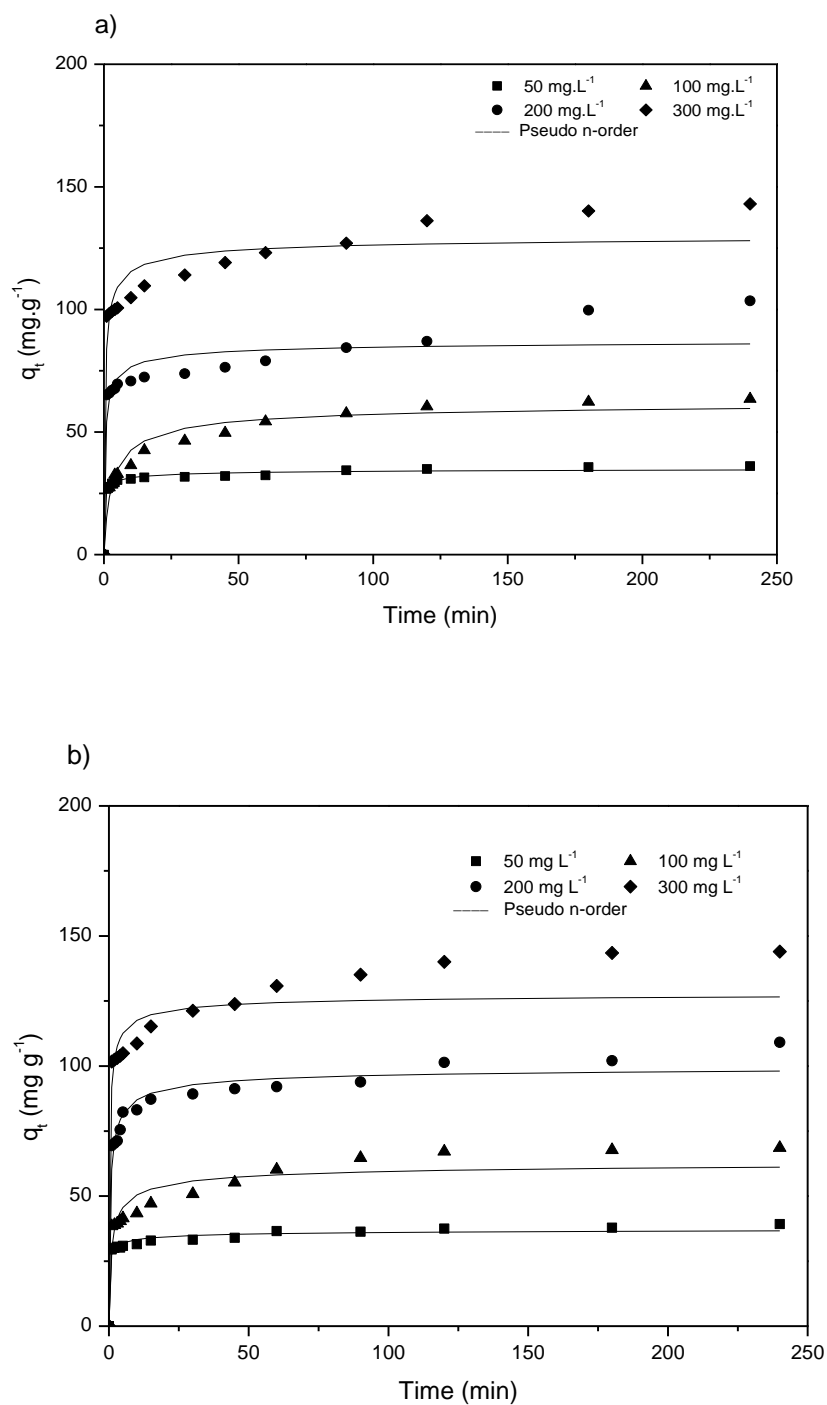 a)
200
150
100
50
0
q_t (mg.g^-1)
50 mg.L^-1 100 mg.L^-1
200 mg.L^-1 300 mg.L^-1
Pseudo n-order
0 50 100 150 200 250
Time (min)
b)
200
150
100
50
0
q_t (mg g^-1)
50 mg L^-1 100 mg L^-1
200 mg L^-1 300 mg L^-1
Pseudo n-order
0 50 100 150 200 250
Time (min)